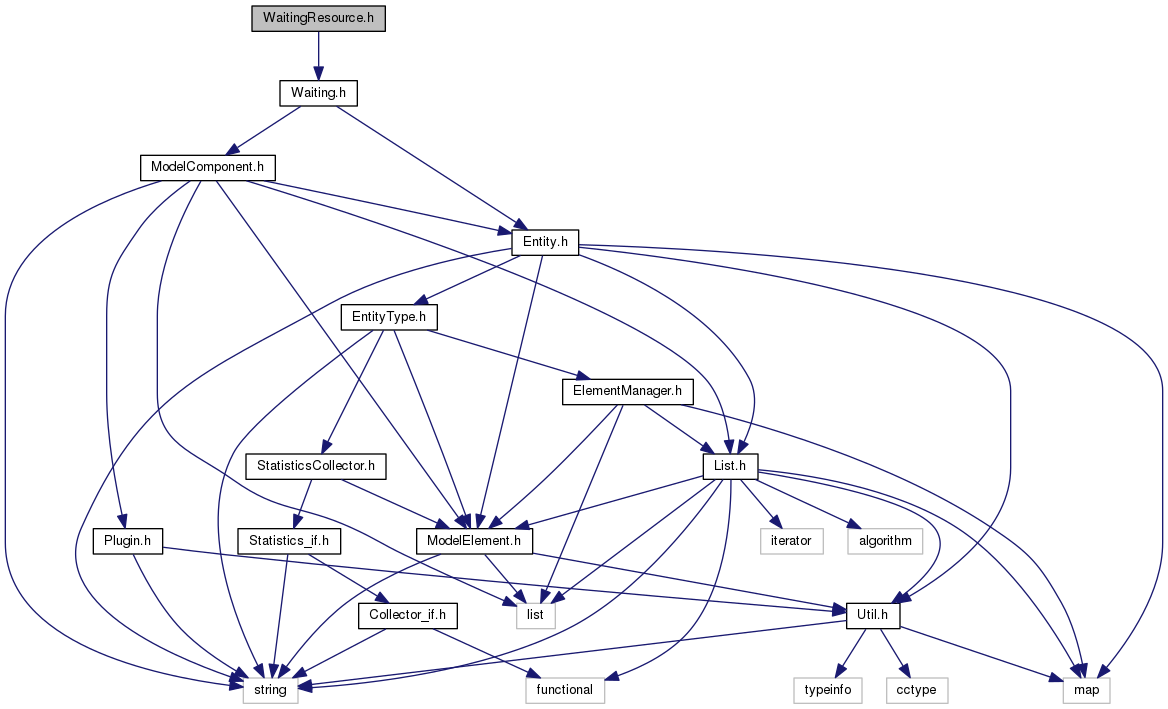 WaitingResource.h
Waiting.h
ModelComponent.h
Entity.h
EntityType.h
ElementManager.h
StatisticsCollector.h
List.h
Plugin.h
Statistics_if.h
ModelElement.h
iterator
algorithm
Collector_if.h
list
Util.h
string
functional
typeinfo
cctype
map